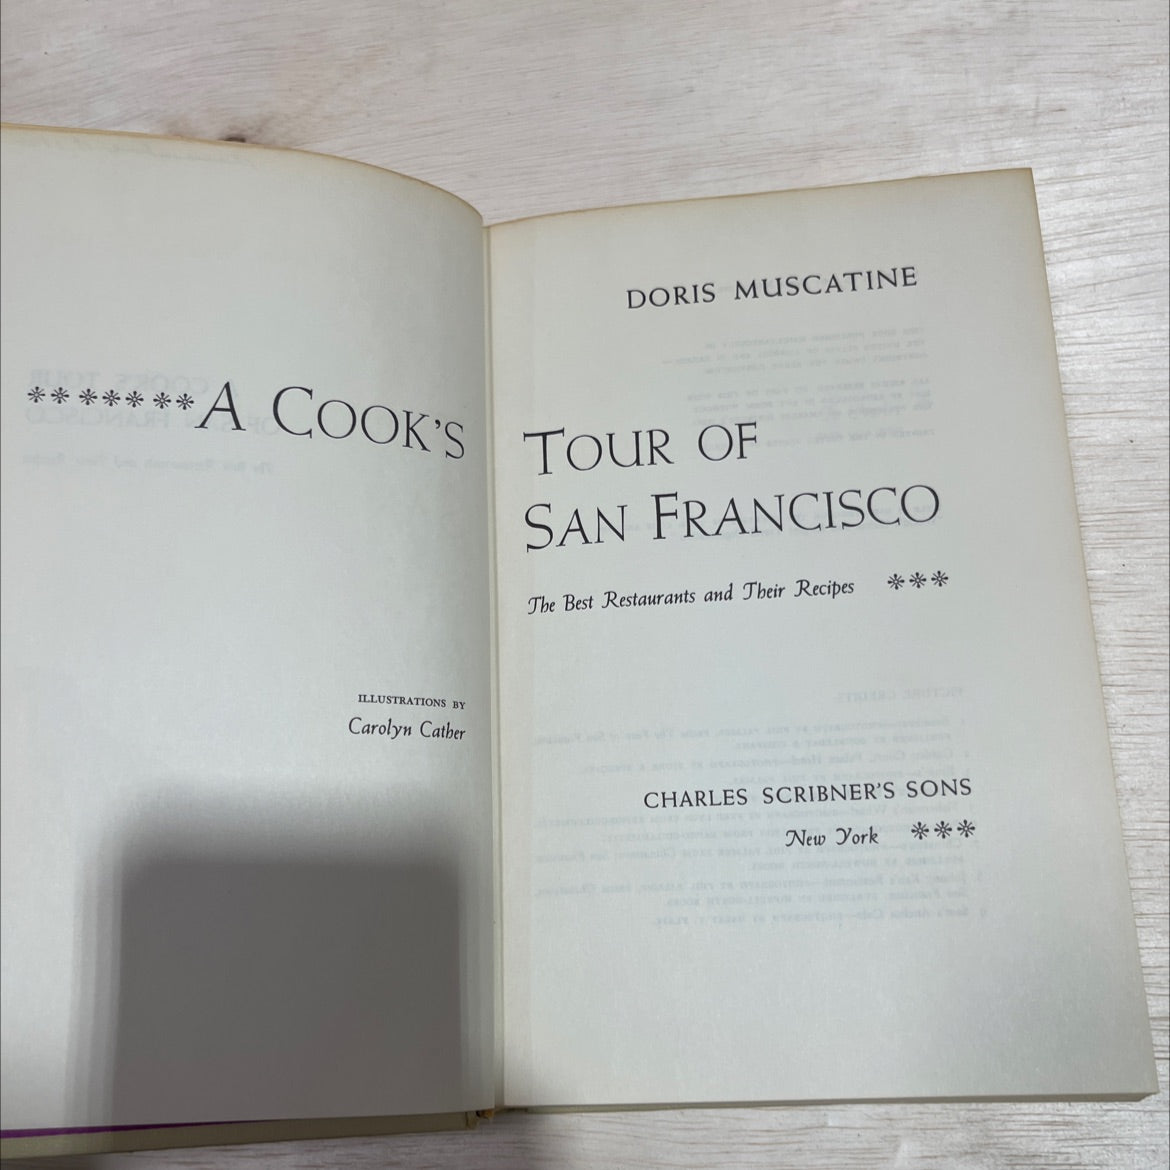 ❊❊❊❊❊❊❊A COOK'S
ILLUSTRATIONS BY
Carolyn Cather
DORIS MUSCATINE
TOUR OF
SAN FRANCISCO
The Best Restaurants and Their Recipes ❊❊❊
CHARLES SCRIBNER'S SONS
New York ❊❊❊